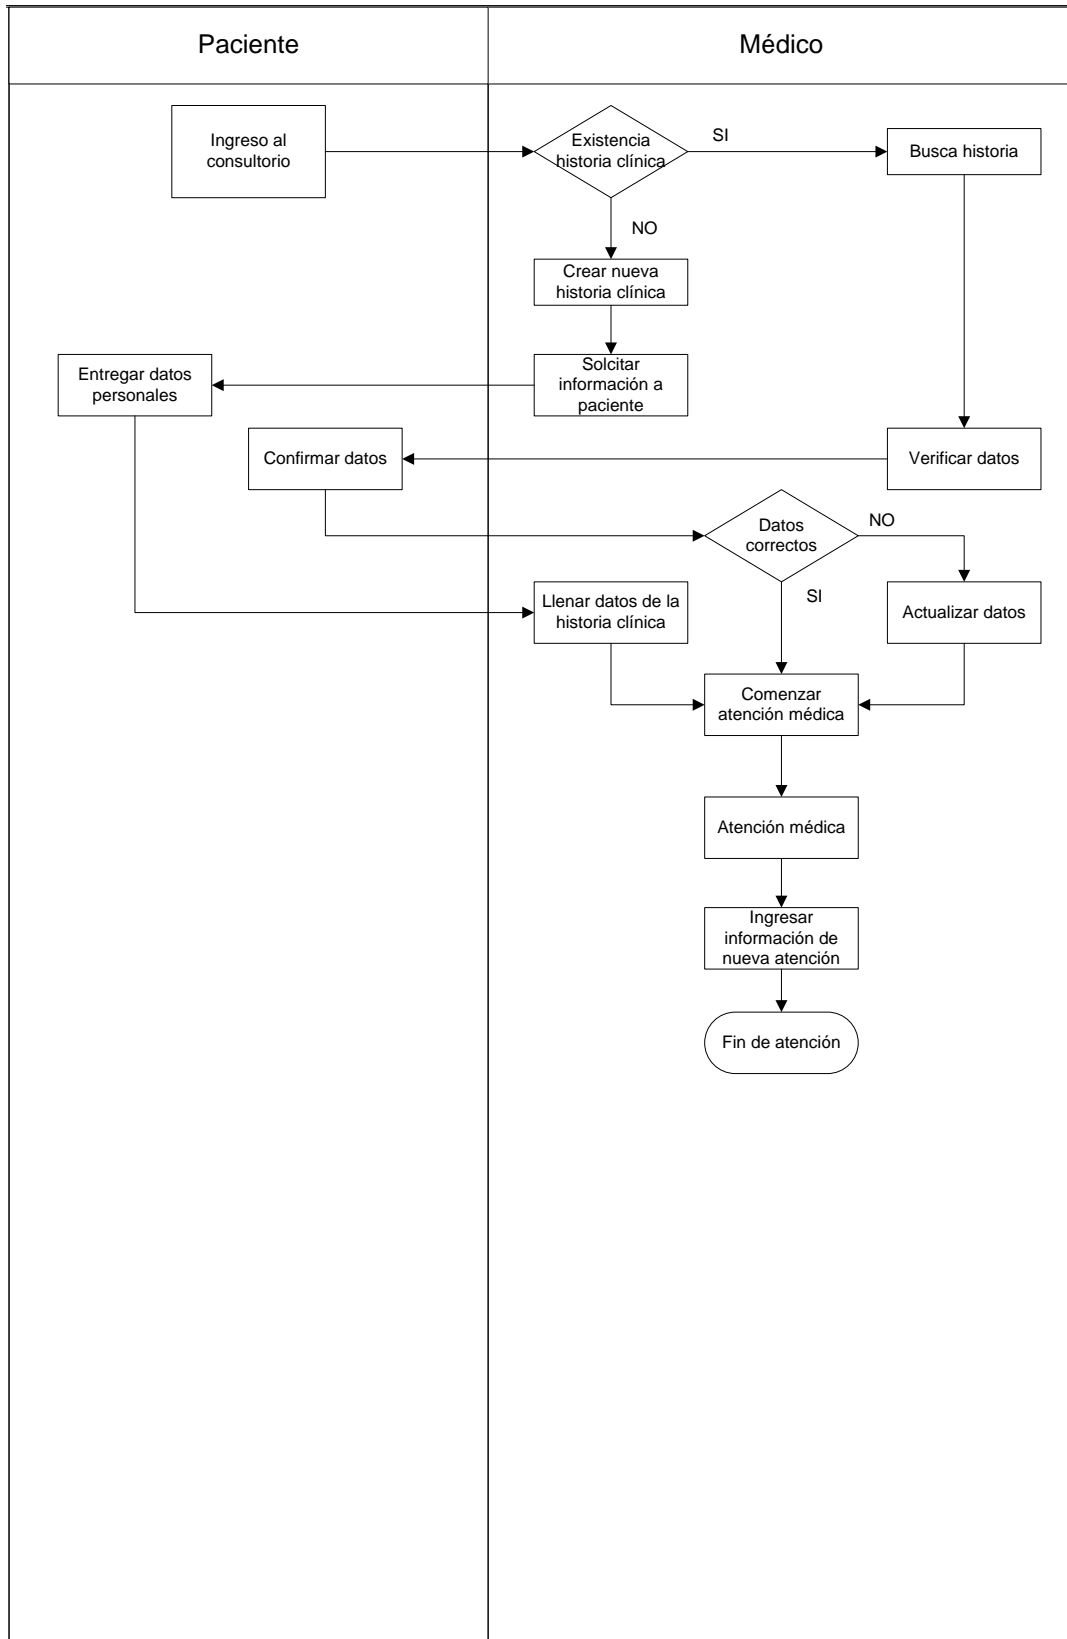 Paciente
Médico
Ingreso al
consultorio
Existencia
historia clínica
SI
Busca historia
NO
Crear nueva
historia clínica
Solcitar
información a
paciente
Entregar datos
personales
Confirmar datos
Verificar datos
Datos
correctos
NO
SI
Llenar datos de la
historia clínica
Actualizar datos
Comenzar
atención médica
Atención médica
Ingresar
información de
nueva atención
Fin de atención